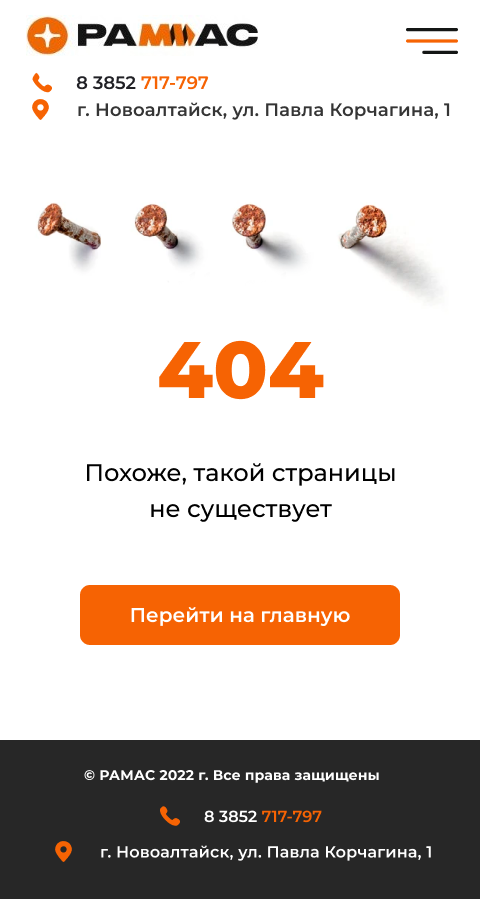 РАММАС
8 3852 717-797
г. Новоалтайск, ул. Павла Корчагина, 1
404
Похоже, такой страницы
не существует
Перейти на главную
© РАМАС 2022 г. Все права защищены
8 3852 717-797
г. Новоалтайск, ул. Павла Корчагина, 1